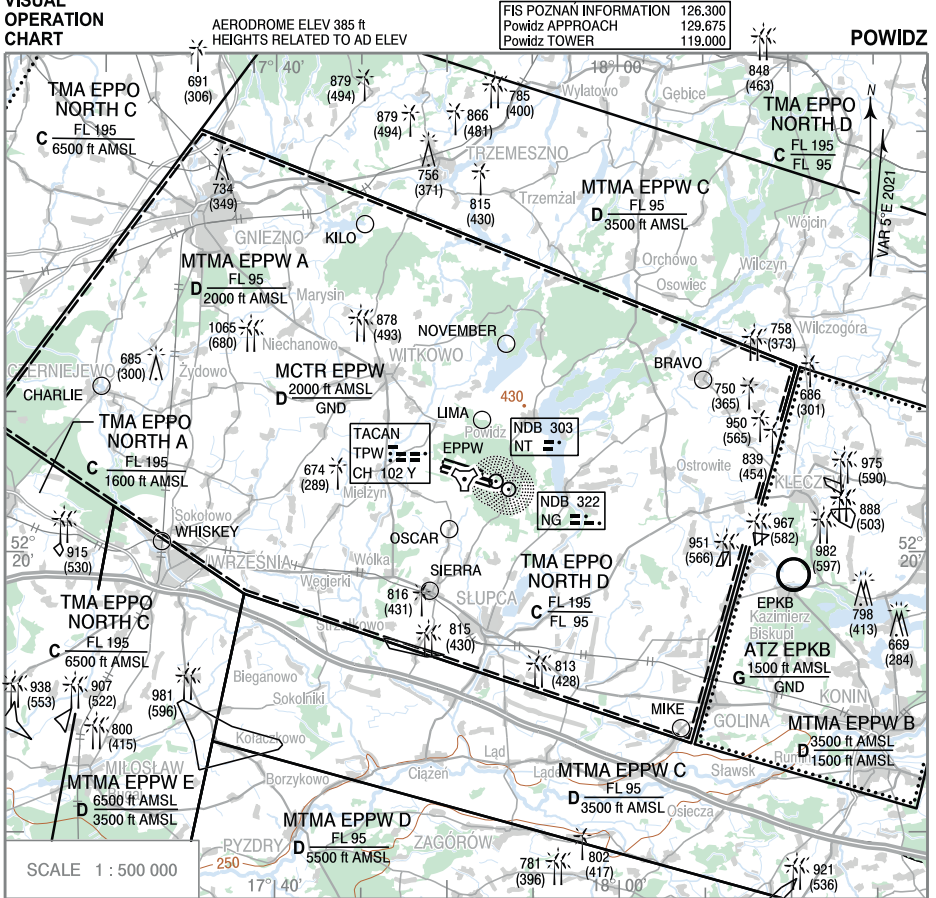 VISUAL
OPERATION
CHART
AERODROME ELEV 385 ft
HEIGHTS RELATED TO AD ELEV
FIS POZNAŃ INFORMATION 126.300
Powidz APPROACH 129.675
Powidz TOWER 119.000
POWIDZ
17° 40'
18° 00'
691
(306)
879
(494)
785
(400)
Wylatowo
Gębice
848
(463)
TMA EPPO
NORTH C
C FL 195
6500 ft AMSL
879
(494)
866
(481)
TMA EPPO
NORTH D
C FL 195
FL 95
N
VAR 5°E 2021
TRZEMESZNO
734
(349)
756
(371)
815
(430)
Trzemżal
MTMA EPPW C
D FL 95
3500 ft AMSL
Wójcin
KILO
GNIEZNO
MTMA EPPW A
D FL 95
2000 ft AMSL
Marysin
Orchowo
Osowiec
Wilczyn
1065
(680)
Niechanowo
878
(493)
NOVEMBER
WITKOWO
758
(373)
Wilczogóra
685
(300)
CZERNIEJEWO
Żydowo
CHARLIE
MCTR EPPW
D 2000 ft AMSL
GND
BRAVO
750
(365)
686
(301)
430
LIMA
Powidz
EPPW
950
(565)
TMA EPPO
NORTH A
C FL 195
1600 ft AMSL
TACAN
TPW
CH 102 Y
NDB 303
NT
839
(454)
Ostrowite
674
(289)
Mielżyn
975
(590)
KLECZ
888
(503)
NDB 322
NG
Sokołowo
WHISKEY
915
(530)
OSCAR
967
(582)
982
(597)
951
(566)
52°
20'
52°
20'
WRZEŚNIA
Wólka
Węgierki
SIERRA
TMA EPPO
NORTH D
C FL 195
FL 95
816
(431)
SŁUPCA
EPKB
Kazimierz
Biskupi
798
(413)
669
(284)
TMA EPPO
NORTH C
C FL 195
6500 ft AMSL
Strzałkowo
815
(430)
ATZ EPKB
G 1500 ft AMSL
GND
813
(428)
Bieganowo
938
(553)
907
(522)
981
(596)
Sokolniki
KONIN
MIKE
GOLINA
MTMA EPPW B
D 3500 ft AMSL
1500 ft AMSL
800
(415)
Kołaczkowo
MIŁOSŁAW
Ląd
MTMA EPPW C
D FL 95
3500 ft AMSL
Sławsk
MTMA EPPW E
D 6500 ft AMSL
3500 ft AMSL
Borzykowo
Ciążeń
Osiecza
MTMA EPPW D
D FL 95
5500 ft AMSL
PYZDRY
250
ZAGÓRÓW
781
(396)
802
(417)
921
(536)
SCALE 1 : 500 000
17° 40'
18° 00'